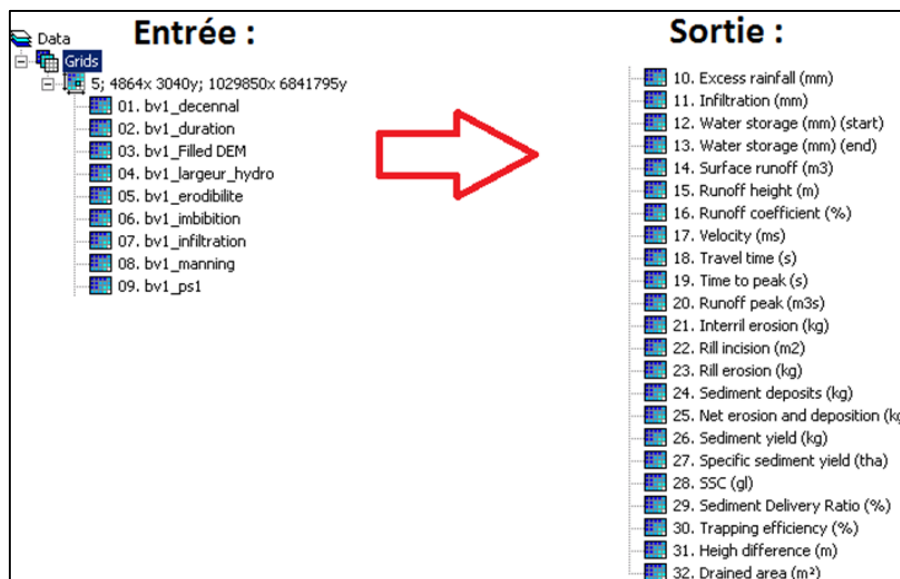 Entrée :
Data
Grids
5; 4864x 3040y; 1029850x 6841795y
01. bv1_decennal
02. bv1_duration
03. bv1_Filled DEM
04. bv1_largeur_hydro
05. bv1_erodibilite
06. bv1_imbibition
07. bv1_infiltration
08. bv1_manning
09. bv1_ps1
Sortie :
10. Excess rainfall (mm)
11. Infiltration (mm)
12. Water storage (mm) (start)
13. Water storage (mm) (end)
14. Surface runoff (m3)
15. Runoff height (m)
16. Runoff coefficient (%)
17. Velocity (ms)
18. Travel time (s)
19. Time to peak (s)
20. Runoff peak (m3s)
21. Interril erosion (kg)
22. Rill incision (m2)
23. Rill erosion (kg)
24. Sediment deposits (kg)
25. Net erosion and deposition (kg
26. Sediment yield (kg)
27. Specific sediment yield (tha)
28. SSC (gl)
29. Sediment Delivery Ratio (%)
30. Trapping efficiency (%)
31. Heigh difference (m)
32. Drained area (m²)